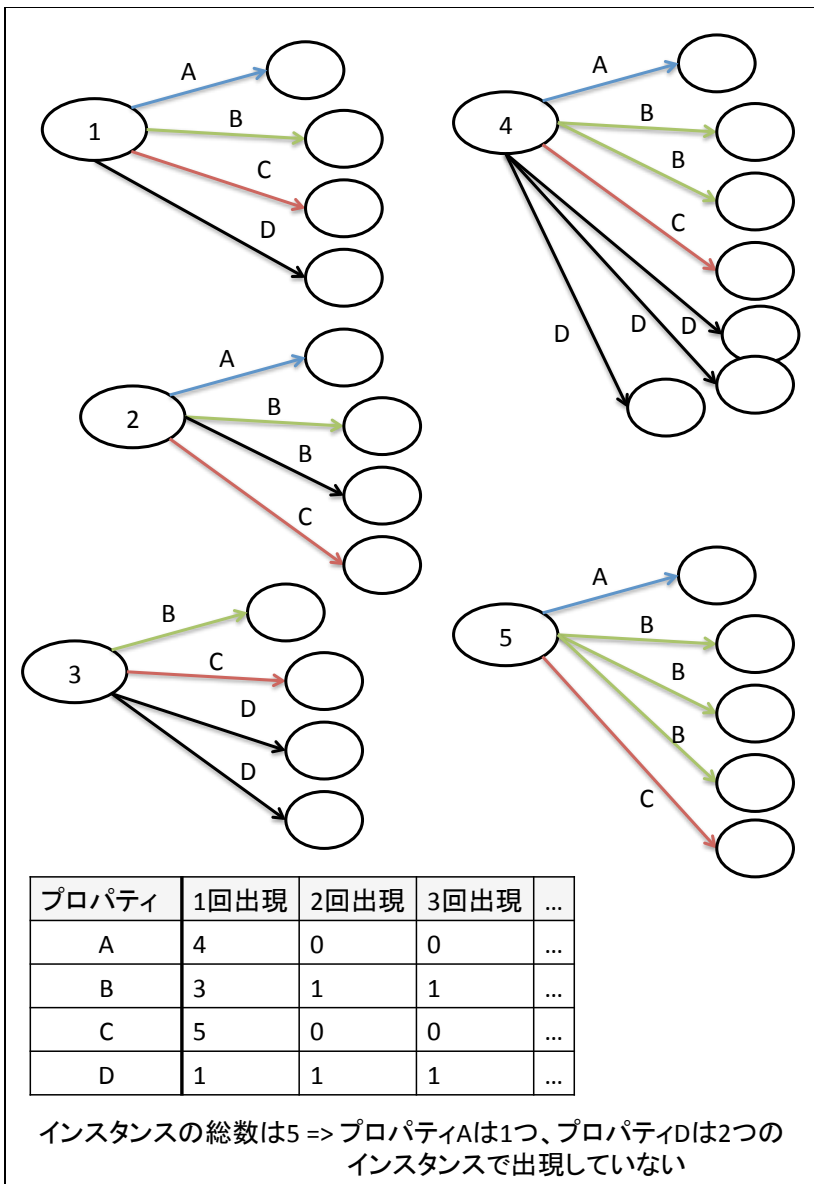 A
1
B
C
D
A
2
B
B
C
B
3
C
D
D
A
4
B
B
C
D
D
D
A
5
B
B
B
C
プロパティ 1回出現 2回出現 3回出現 ...
A 4 0 0 ...
B 3 1 1 ...
C 5 0 0 ...
D 1 1 1 ...
インスタンスの総数は5 => プロパティAは1つ、プロパティDは2つの
インスタンスで出現していない